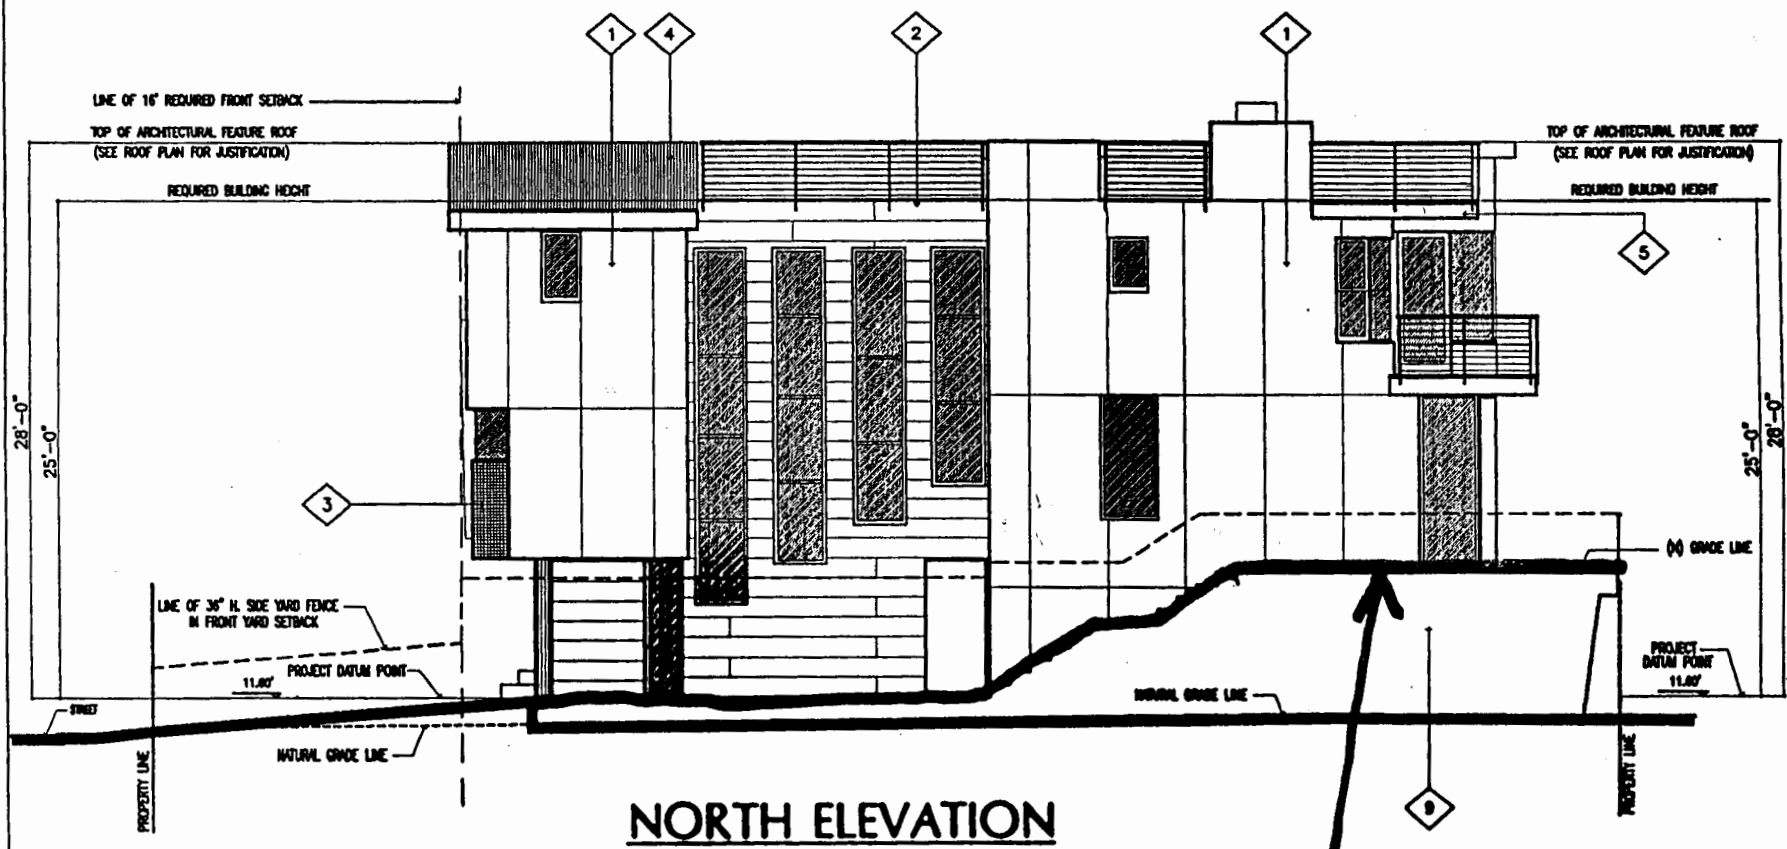 1
4
2
1
LINE OF 16" REQUIRED FRONT SETBACK
TOP OF ARCHITECTURAL FEATURE ROOF
(SEE ROOF PLAN FOR JUSTIFICATION)
TOP OF ARCHITECTURAL FEATURE ROOF
(SEE ROOF PLAN FOR JUSTIFICATION)
REQUIRED BUILDING HEIGHT
REQUIRED BUILDING HEIGHT
5
28'-0"
25'-0"
25'-0"
28'-0"
3
(X) GRADE LINE
LINE OF 36" H. SIDE YARD FENCE
IN FRONT YARD SETBACK
PROJECT DATUM POINT
11.60'
PROJECT
DATUM POINT
11.60'
STREET
NATURAL GRADE LINE
NATURAL GRADE LINE
PROPERTY LINE
PROPERTY LINE
9
NORTH ELEVATION